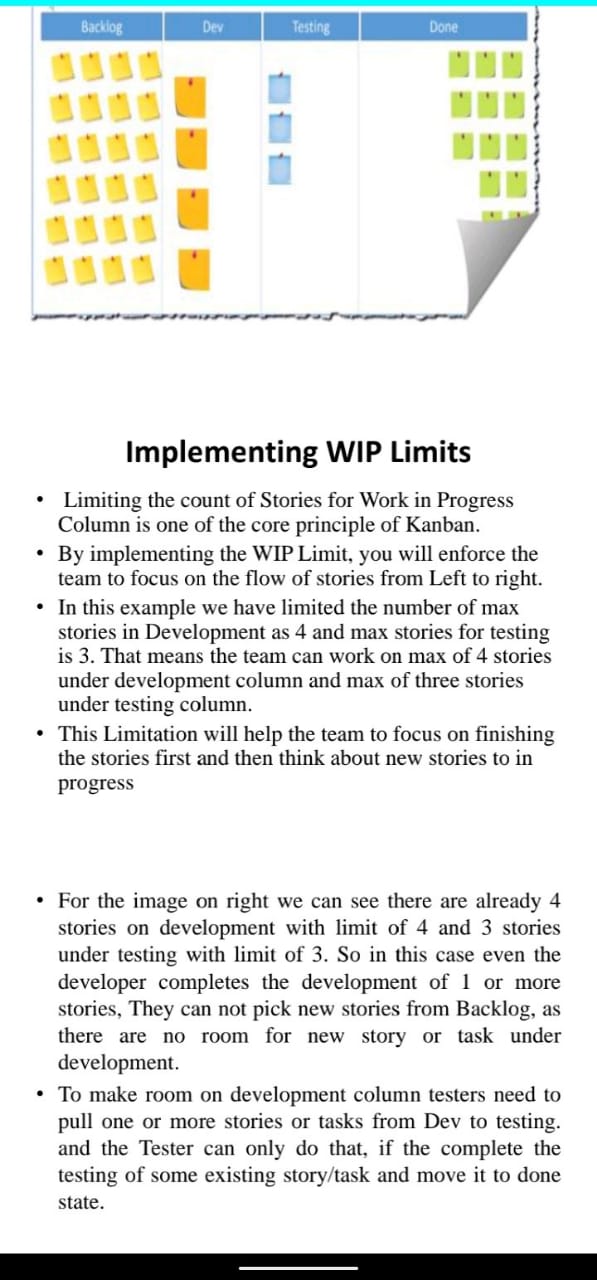 Backlog Dev Testing Done
Implementing WIP Limits
• Limiting the count of Stories for Work in Progress
Column is one of the core principle of Kanban.
• By implementing the WIP Limit, you will enforce the
team to focus on the flow of stories from Left to right.
• In this example we have limited the number of max
stories in Development as 4 and max stories for testing
is 3. That means the team can work on max of 4 stories
under development column and max of three stories
under testing column.
• This Limitation will help the team to focus on finishing
the stories first and then think about new stories to in
progress
• For the image on right we can see there are already 4
stories on development with limit of 4 and 3 stories
under testing with limit of 3. So in this case even the
developer completes the development of 1 or more
stories, They can not pick new stories from Backlog, as
there are no room for new story or task under
development.
• To make room on development column testers need to
pull one or more stories or tasks from Dev to testing.
and the Tester can only do that, if the complete the
testing of some existing story/task and move it to done
state.